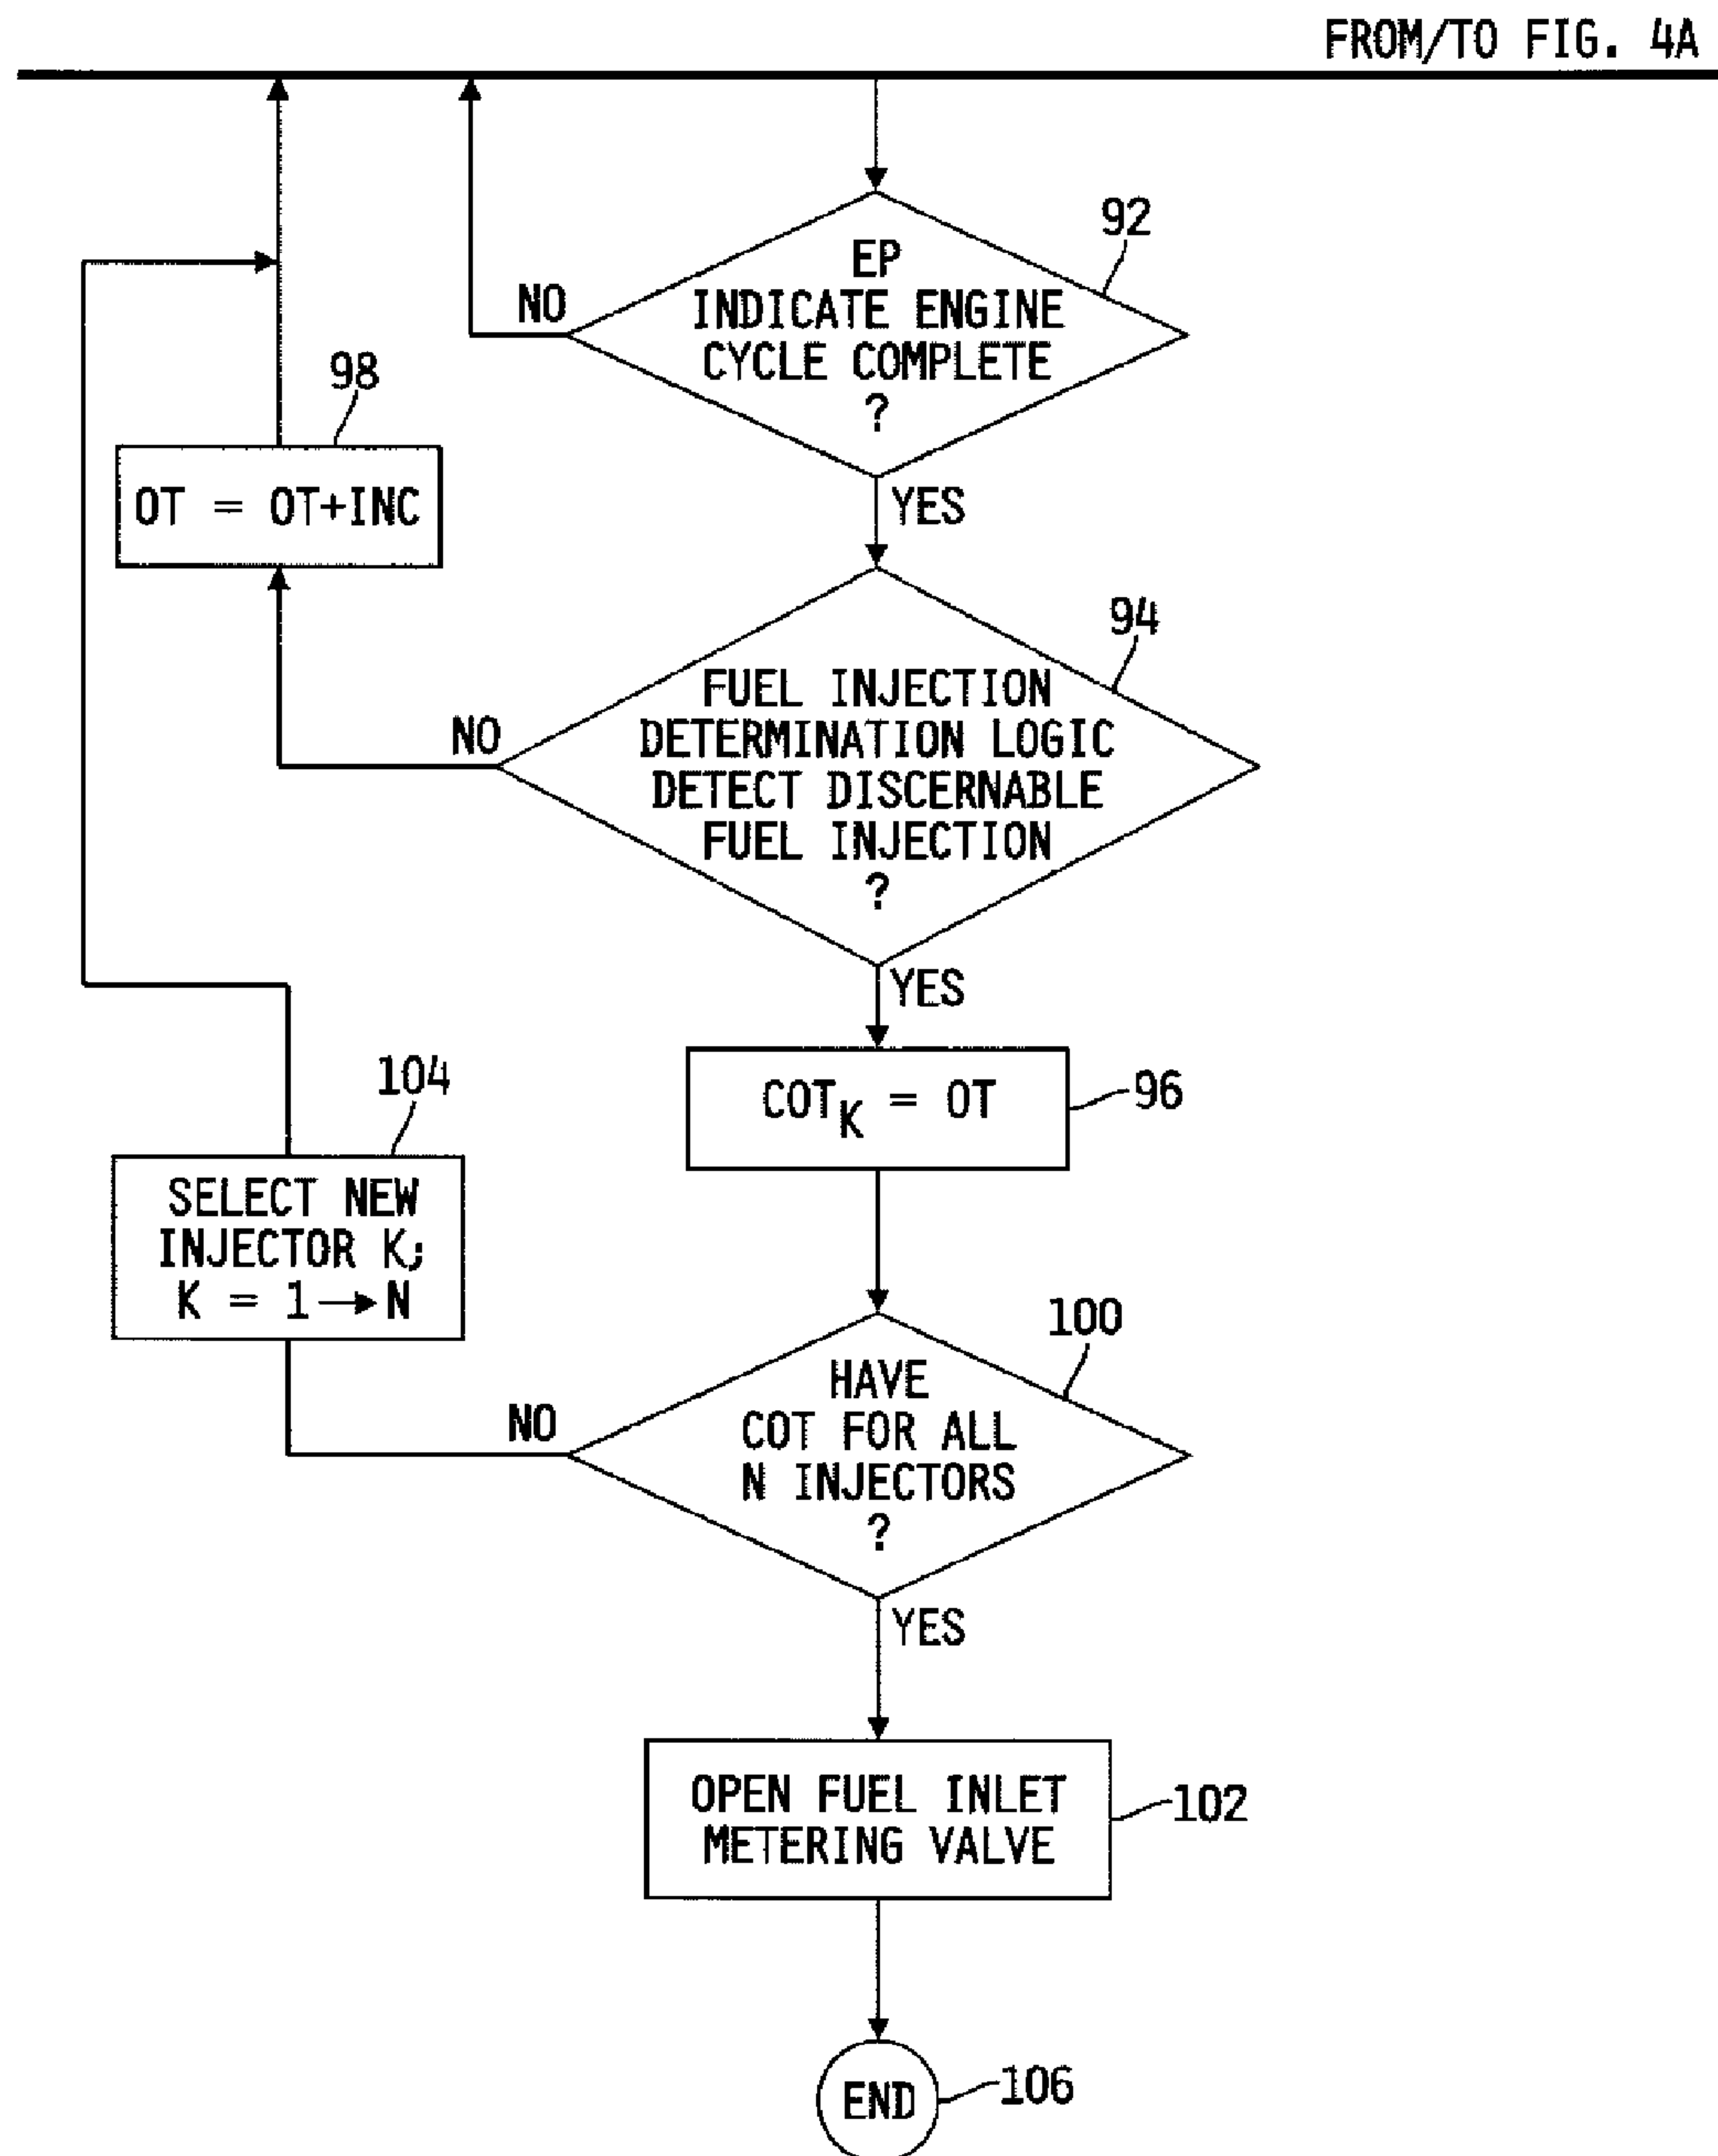 FROM/TO FIG. 4A
92
EP
INDICATE ENGINE
CYCLE COMPLETE
?
NO
YES
98
OT = OT+INC
94
FUEL INJECTION
DETERMINATION LOGIC
DETECT DISCERNABLE
FUEL INJECTION
?
NO
YES
COT_K = OT
96
104
SELECT NEW
INJECTOR K;
K = 1→N
100
HAVE
COT FOR ALL
N INJECTORS
?
NO
YES
OPEN FUEL INLET
METERING VALVE
102
END
106